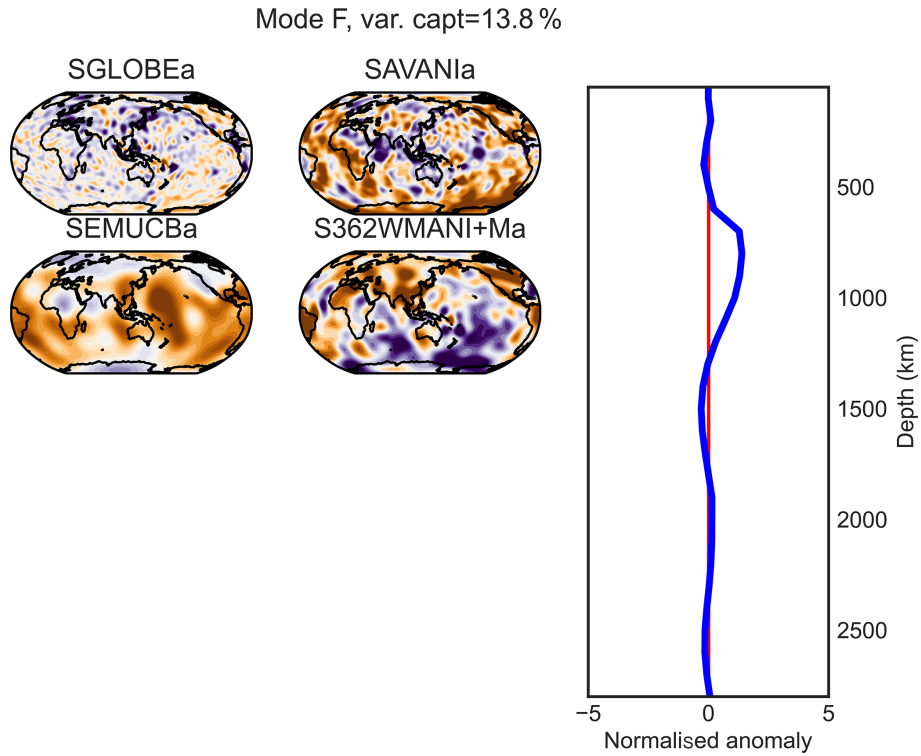 Mode F, var. capt=13.8 %
SGLOBEa
SAVANIa
SEMUCBa
S362WMANI+Ma
500
1000
1500
2000
2500
Depth (km)
−5
0
5
Normalised anomaly